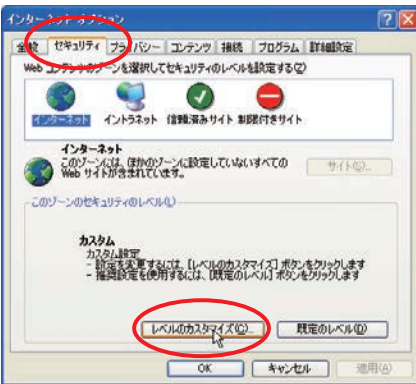 インターネット オプション
全般 セキュリティ プライバシー コンテンツ 接続 プログラム 詳細設定
Web コンテンツのゾーンを選択してセキュリティのレベルを設定する(Z)
インターネット イントラネット 信頼済みサイト 制限付きサイト
インターネット
このゾーンには、ほかのゾーンに設定していないすべての
Web サイトが含まれています。
サイト(S)...
このゾーンのセキュリティのレベル(L)
カスタム
カスタム設定
- 設定を変更するには、[レベルのカスタマイズ] ボタンをクリックします
- 推奨設定を使用するには、[既定のレベル] ボタンをクリックします
レベルのカスタマイズ(C)... 既定のレベル(D)
OK キャンセル 適用(A)